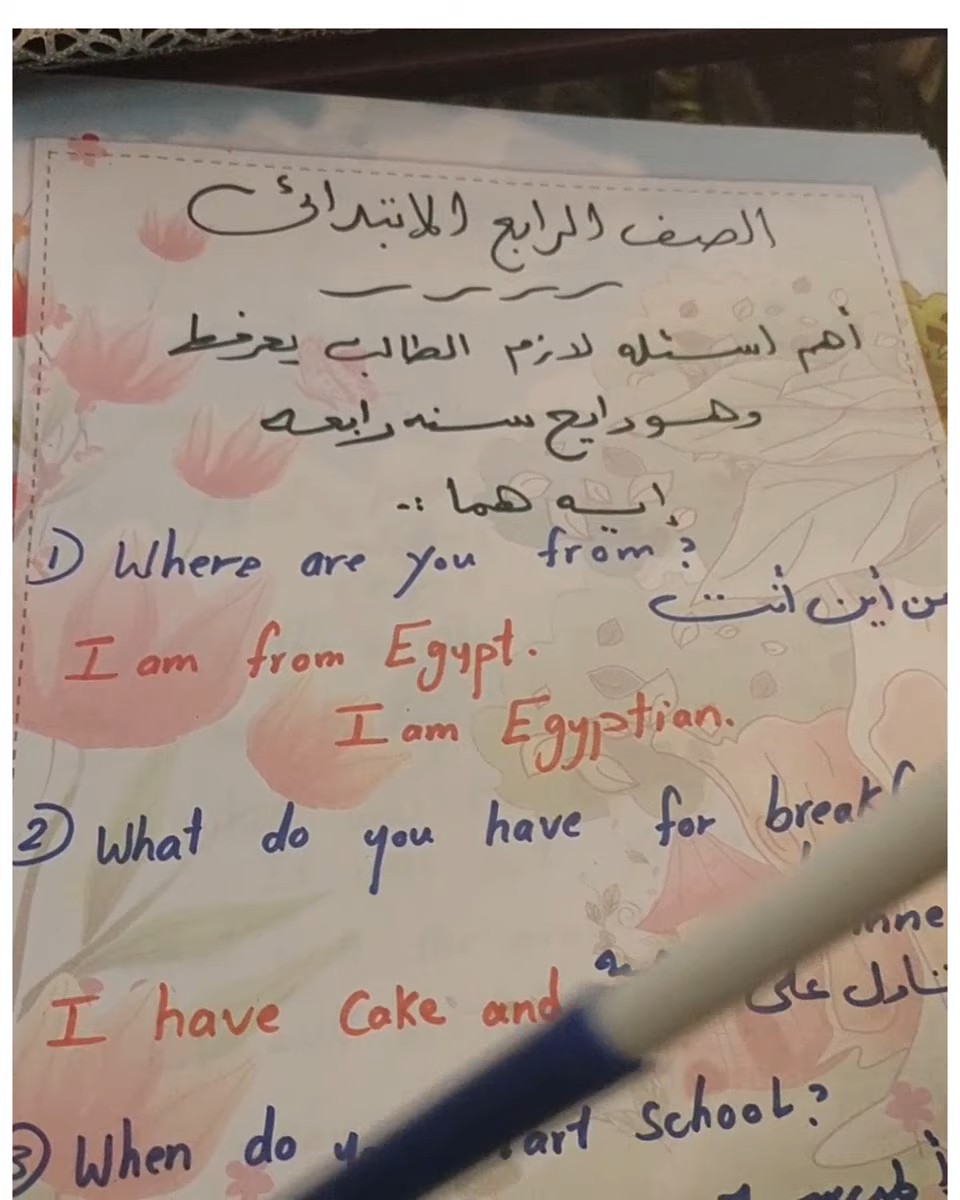 الصف الرابع الابتدائى
أهم اسئله لازم الطالب يعرفها
وهو رايح سنه رابعه
إيه هما :-
1) Where are you from?
من أين أنت
I am from Egypt.
I am Egyptian.
2) What do you have for
I have Cake and
3) When do School?